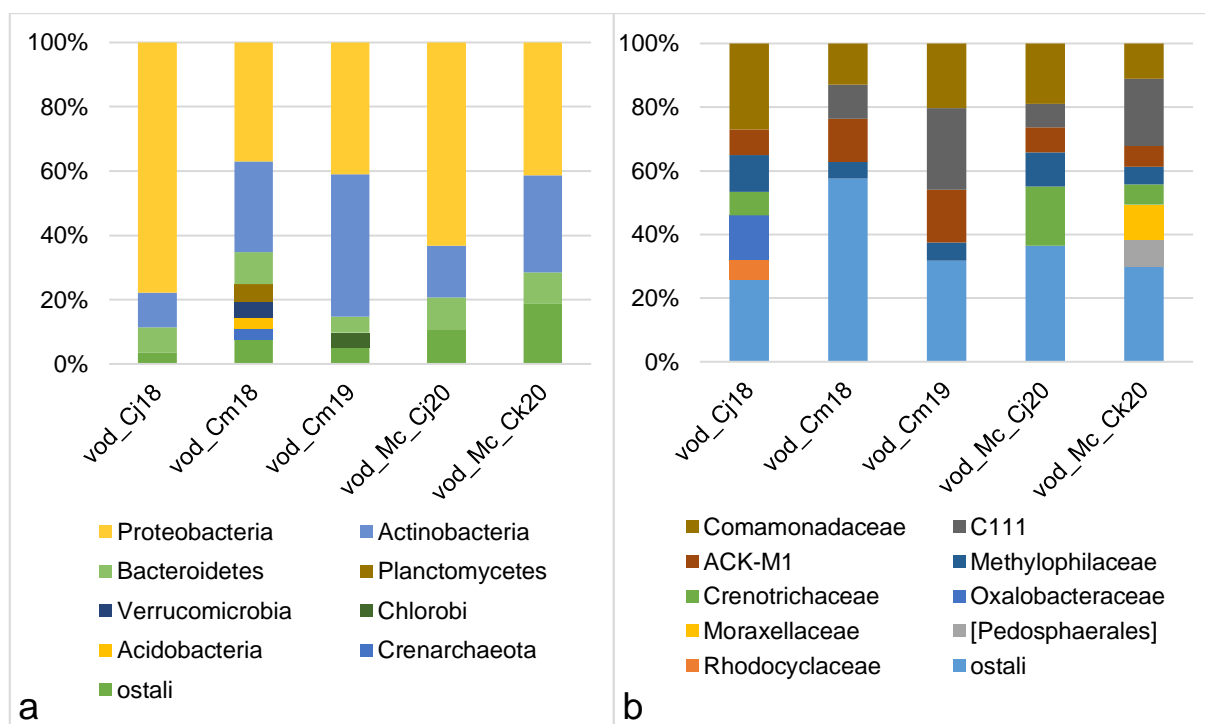 100%
80%
60%
40%
20%
0%
vod_Cj18
vod_Cm18
vod_Cm19
vod_Mc_Cj20
vod_Mc_Ck20
Proteobacteria
Actinobacteria
Bacteroidetes
Planctomycetes
Verrucomicrobia
Chlorobi
Acidobacteria
Crenarchaeota
ostali
a
100%
80%
60%
40%
20%
0%
vod_Cj18
vod_Cm18
vod_Cm19
vod_Mc_Cj20
vod_Mc_Ck20
Comamonadaceae
C111
ACK-M1
Methylophilaceae
Crenotrichaceae
Oxalobacteraceae
Moraxellaceae
[Pedosphaerales]
Rhodocyclaceae
ostali
b